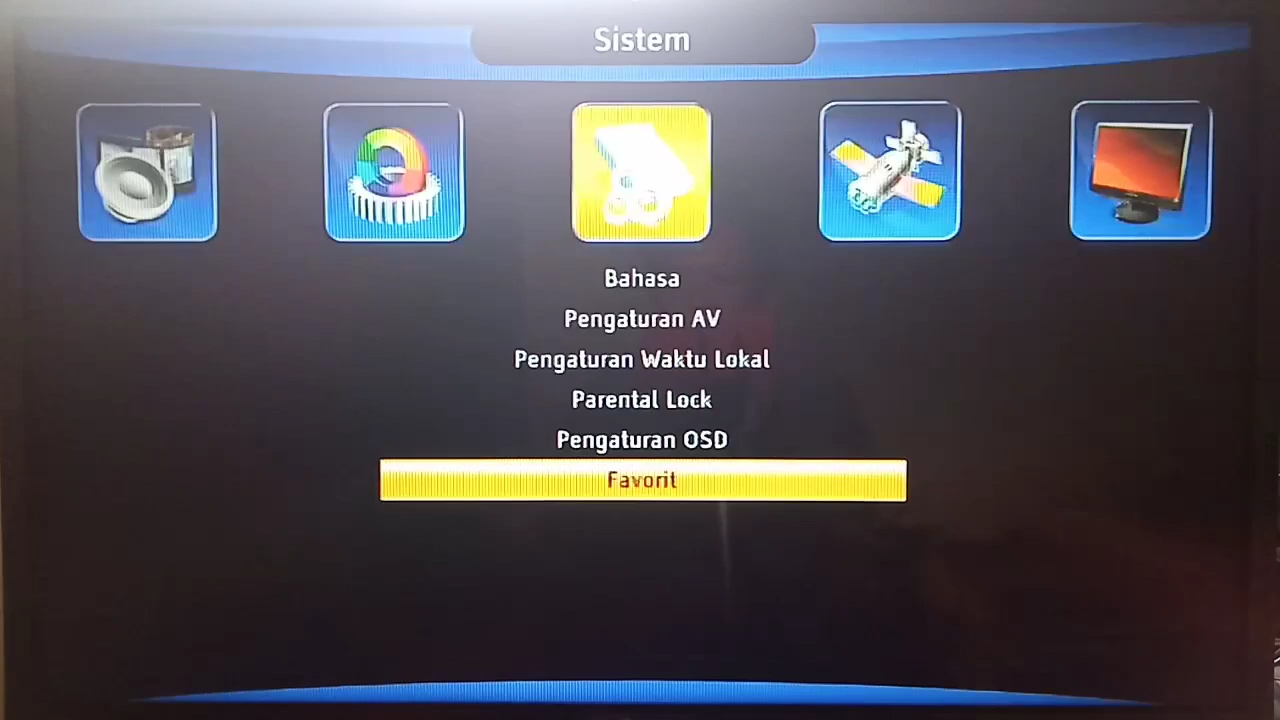 Sistem
Bahasa
Pengaturan AV
Pengaturan Waktu Lokal
Parental Lock
Pengaturan OSD
Favorit